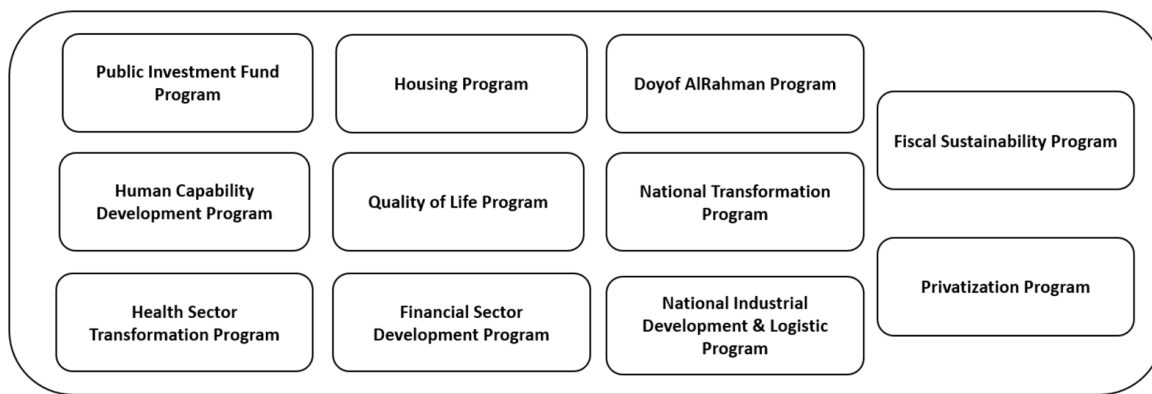 Public Investment Fund
Program
Housing Program
Doyof AlRahman Program
Fiscal Sustainability Program
Human Capability
Development Program
Quality of Life Program
National Transformation
Program
Privatization Program
Health Sector
Transformation Program
Financial Sector
Development Program
National Industrial
Development & Logistic
Program